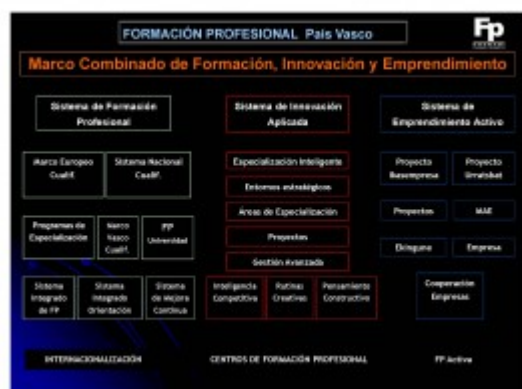 FORMACIÓN PROFESIONAL País Vasco
Fp
Marco Combinado de Formación, Innovación y Emprendimiento
Sistema de Formación
Profesional
Sistema de Innovación
Aplicada
Sistema de
Emprendimiento Activo
Marco Europeo
Cualif.
Sistema Nacional
Cualif.
Especialización Inteligente
Entornos estratégicos
Áreas de Especialización
Proyectos
Gestión Avanzada
Proyecto
Ikasenpresa
Proyecto
Urratsbat
Programas de
Especialización
Marco
Vasco
Cualif.
FP
Universidad
Proyectos
MAE
Ekingune
Empresa
Sistema
Integrado
de FP
Sistema
Integrado
Orientación
Sistema
de Mejora
Continua
Inteligencia
Competitiva
Rutinas
Creativas
Pensamiento
Constructivo
Cooperación
Empresas
INTERNACIONALIZACIÓN
CENTROS DE FORMACIÓN PROFESIONAL
FP Activa